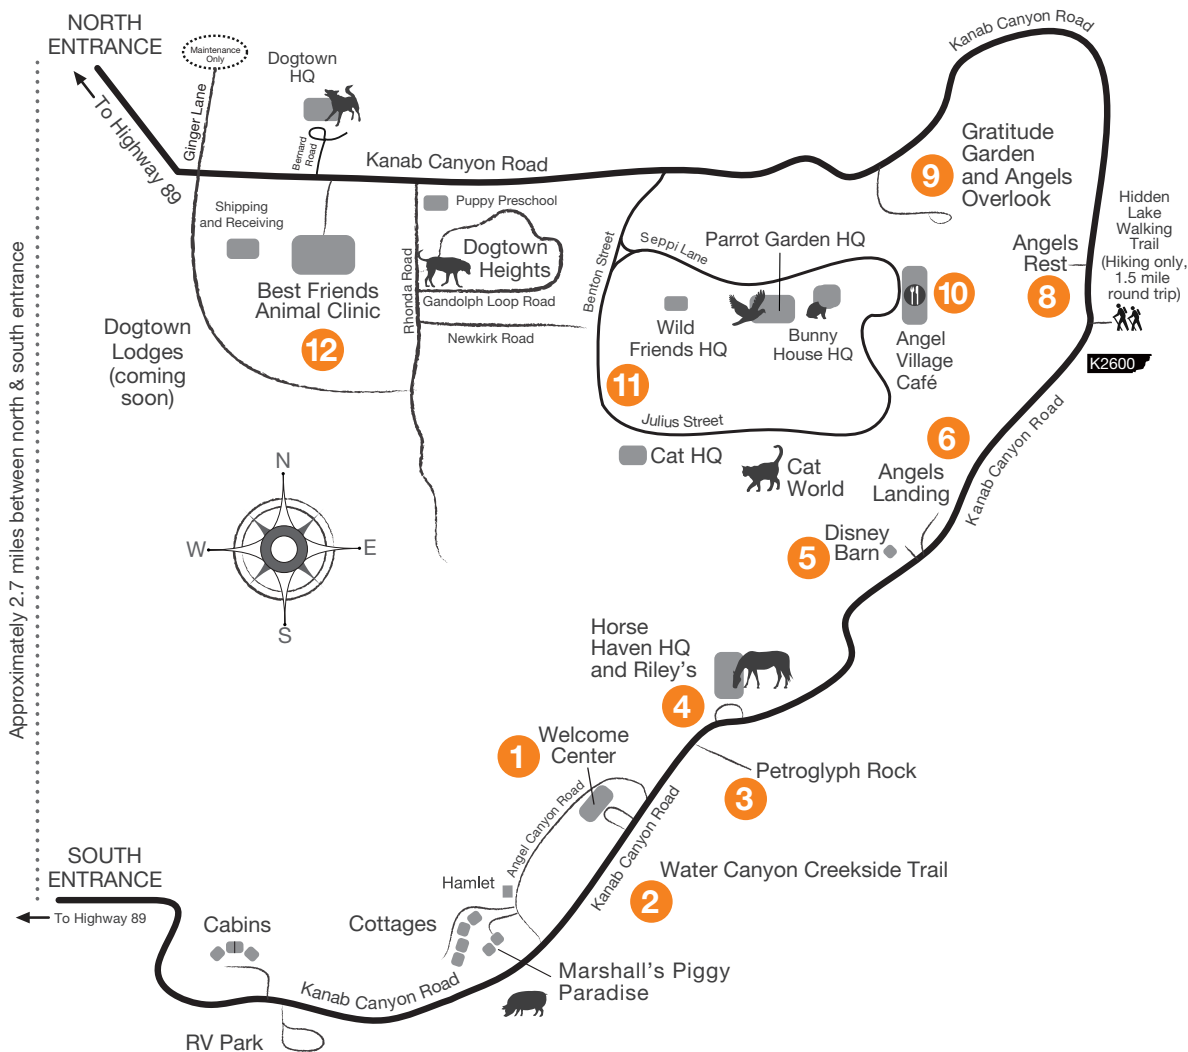 NORTH
ENTRANCE
To Highway 89
Maintenance
Only
Ginger Lane
Dogtown
HQ
Bernard
Road
Kanab Canyon Road
Kanab Canyon Road
9
Gratitude
Garden
and Angels
Overlook
Hidden
Lake
Walking
Trail
(Hiking only,
1.5 mile
round trip)
K2600
Angels
Rest
8
Shipping
and Receiving
Best Friends
Animal Clinic
12
Dogtown
Lodges
(coming
soon)
Rhonda Road
Puppy Preschool
Dogtown
Heights
Gandolph Loop Road
Newkirk Road
Benton Street
Seppi Lane
Parrot Garden HQ
Wild
Friends HQ
Bunny
House HQ
10
Angel
Village
Café
11
Julius Street
Cat HQ
Cat
World
6
Angels
Landing
Kanab Canyon Road
5
Disney
Barn
N
W
E
S
Approximately 2.7 miles between north & south entrance
Horse
Haven HQ
and Riley's
4
1
Welcome
Center
Petroglyph Rock
3
Angel Canyon Road
Kanab Canyon Road
Water Canyon Creekside Trail
2
SOUTH
ENTRANCE
To Highway 89
Hamlet
Cabins
Cottages
Marshall's Piggy
Paradise
Kanab Canyon Road
RV Park